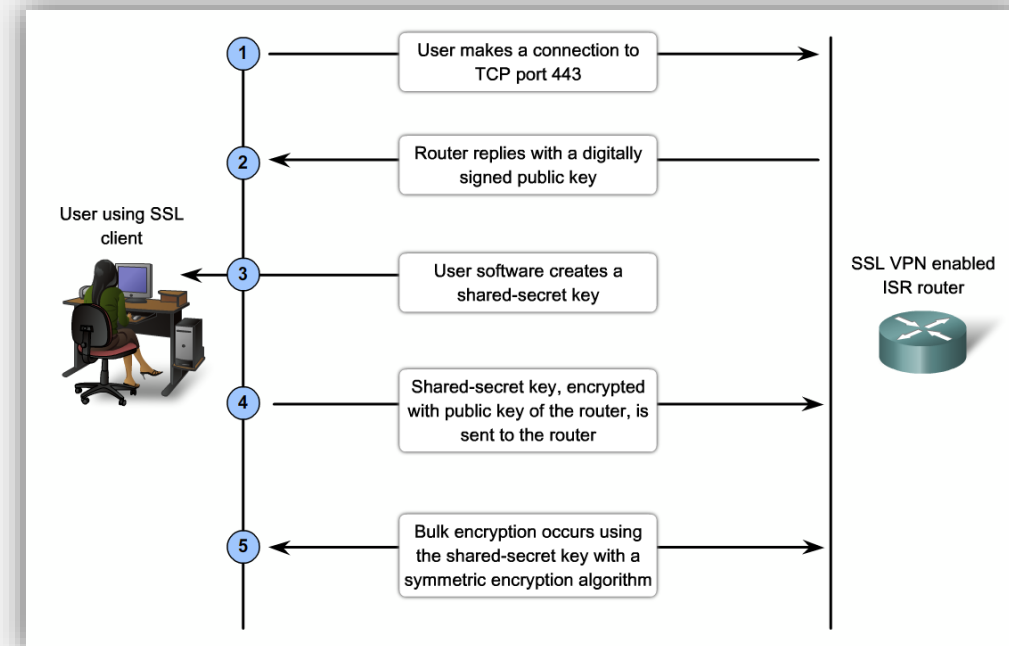 1
User makes a connection to
TCP port 443
2
Router replies with a digitally
signed public key
User using SSL
client
3
User software creates a
shared-secret key
SSL VPN enabled
ISR router
4
Shared-secret key, encrypted
with public key of the router, is
sent to the router
5
Bulk encryption occurs using
the shared-secret key with a
symmetric encryption algorithm